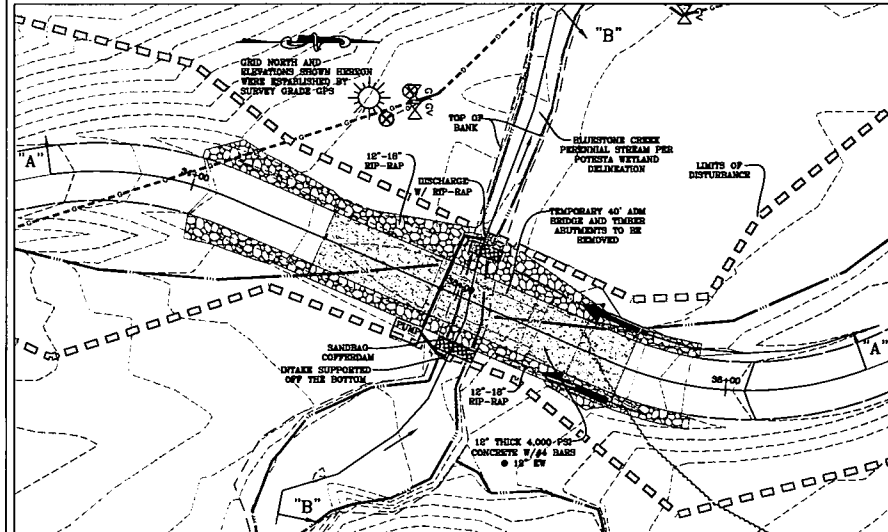 "B"
GRID NORTH AND
ELEVATIONS SHOWN HEREON
WERE ESTABLISHED BY
SURVEY GRADE GPS
GV
TOP OF
BANK
BLUESTONE CREEK
PERENNIAL STREAM PER
POTESTA WETLAND
DELINEATION
LIMITS OF
DISTURBANCE
"A"
34+00
12"-18"
RIP-RAP
DISCHARGE
W/ RIP-RAP
TEMPORARY 40' ADM
BRIDGE AND TIMBER
ABUTMENTS TO BE
REMOVED
PUMP
SANDBAG
COFFERDAM
INTAKE SUPPORTED
OFF THE BOTTOM
12"-18"
RIP-RAP
36+00
"A"
12" THICK 4,000-PSI
CONCRETE W/#4 BARS
@ 12" EW
"B"